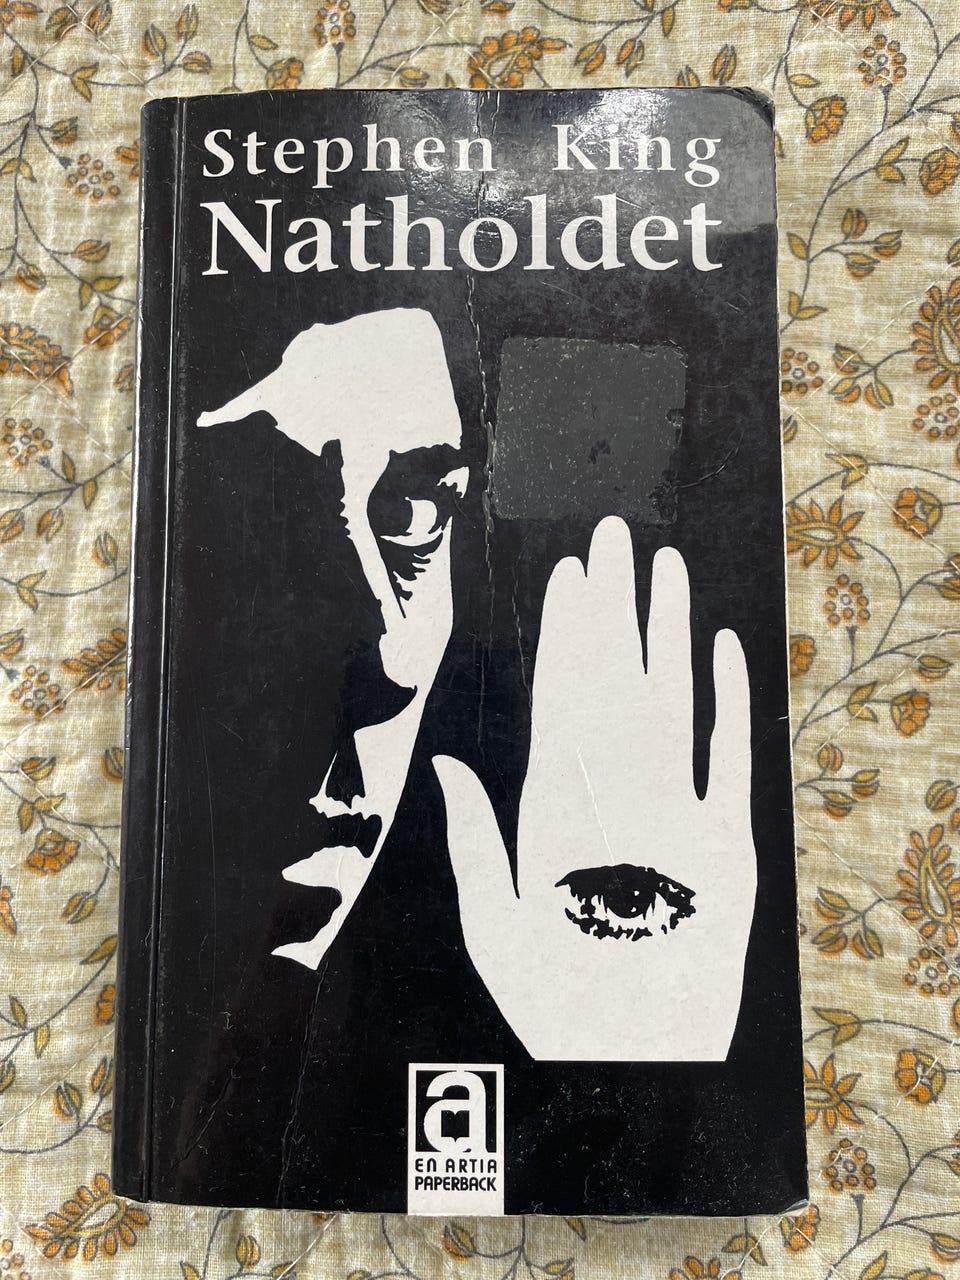 Stephen King
Natholdet
a
EN ARTIA
PAPERBACK